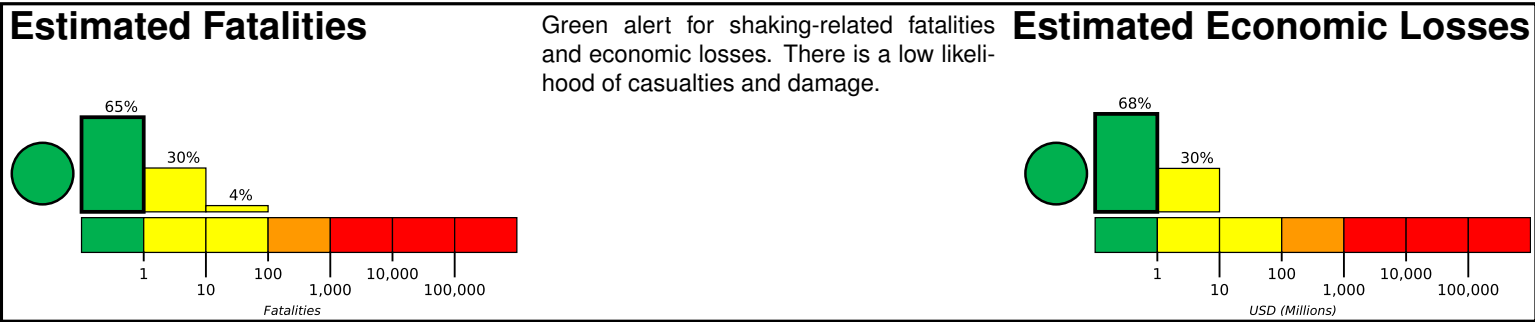 Estimated Fatalities
Green alert for shaking-related fatalities
and economic losses. There is a low likeli-
hood of casualties and damage.
Estimated Economic Losses
65%
30%
4%
1
10
100
1,000
10,000
100,000
Fatalities
68%
30%
1
10
100
1,000
10,000
100,000
USD (Millions)